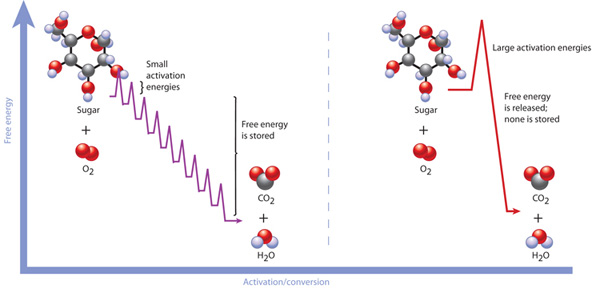 Free energy
Sugar
+
O2
Small
activation
energies
Free energy
is stored
CO2
+
H2O
Sugar
+
O2
Large activation energies
Free energy
is released;
none is stored
CO2
+
H2O
Activation/conversion